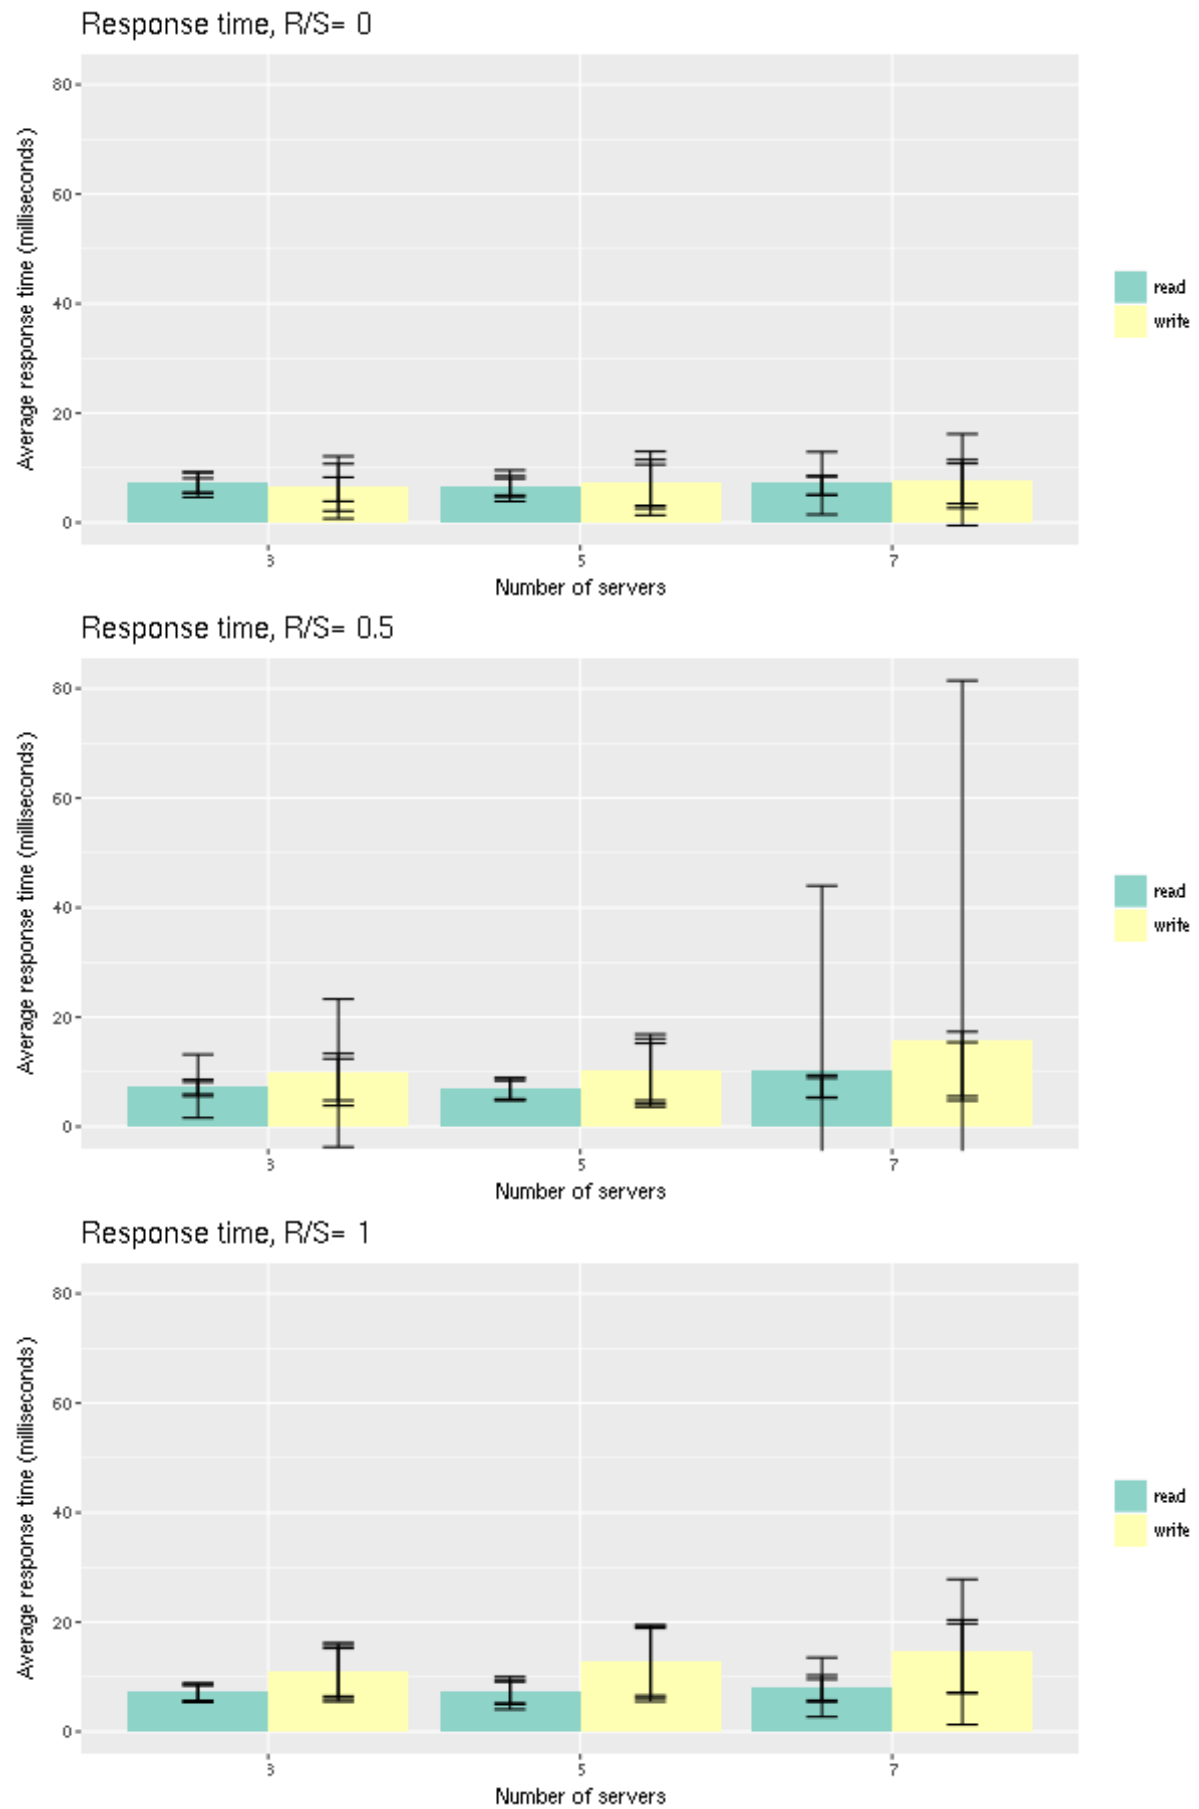 Response time, R/S= 0
Average response time (milliseconds)
80
60
40
20
0
3
5
7
Number of servers
read
write
Response time, R/S= 0.5
Average response time (milliseconds)
80
60
40
20
0
3
5
7
Number of servers
read
write
Response time, R/S= 1
Average response time (milliseconds)
80
60
40
20
0
3
5
7
Number of servers
read
write